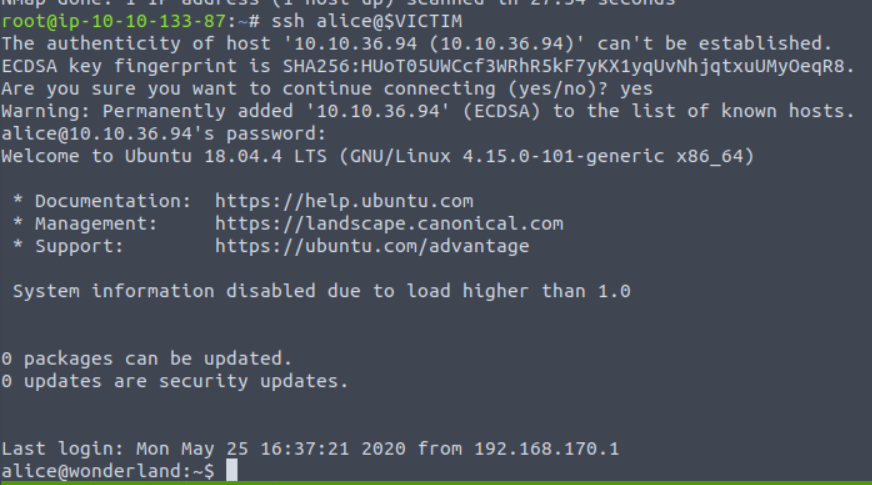 Nmap done: 1 IP address (1 host up) scanned in 27.34 seconds
root@ip-10-10-133-87:~# ssh alice@$VICTIM
The authenticity of host '10.10.36.94 (10.10.36.94)' can't be established.
ECDSA key fingerprint is SHA256:HUoT05UWCcf3WRhR5kF7yKX1yqUvNhjqtxuUMyOeqR8.
Are you sure you want to continue connecting (yes/no)? yes
Warning: Permanently added '10.10.36.94' (ECDSA) to the list of known hosts.
alice@10.10.36.94's password:
Welcome to Ubuntu 18.04.4 LTS (GNU/Linux 4.15.0-101-generic x86_64)
* Documentation: https://help.ubuntu.com
* Management: https://landscape.canonical.com
* Support: https://ubuntu.com/advantage
System information disabled due to load higher than 1.0
0 packages can be updated.
0 updates are security updates.
Last login: Mon May 25 16:37:21 2020 from 192.168.170.1
alice@wonderland:~$